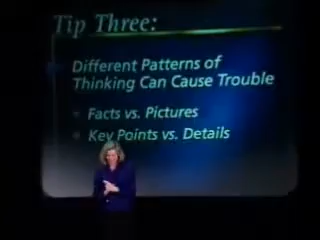 Tip Three:
Different Patterns of
Thinking Can Cause Trouble
Facts vs. Pictures
Key Points vs. Details